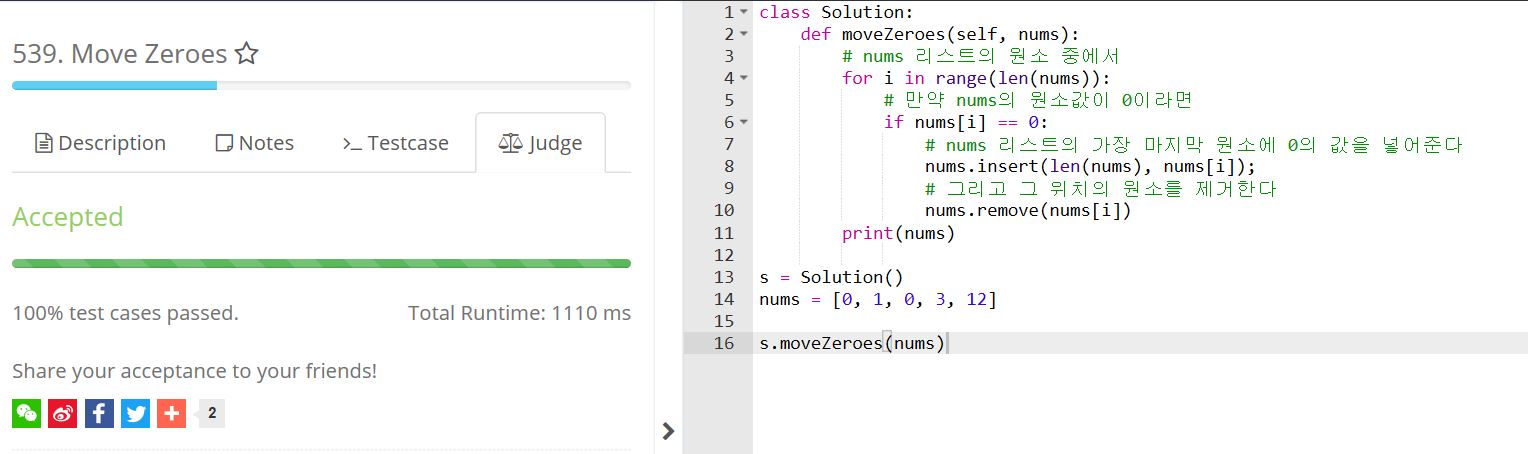 539. Move Zeroes
Description
Notes
Testcase
Judge
Accepted
100% test cases passed.
Total Runtime: 1110 ms
Share your acceptance to your friends!
2
1 class Solution:
2     def moveZeroes(self, nums):
3         # nums 리스트의 원소 중에서
4         for i in range(len(nums)):
5             # 만약 nums의 원소값이 0이라면
6             if nums[i] == 0:
7                 # nums 리스트의 가장 마지막 원소에 0의 값을 넣어준다
8                 nums.insert(len(nums), nums[i]);
9                 # 그리고 그 위치의 원소를 제거한다
10                 nums.remove(nums[i])
11         print(nums)
12
13 s = Solution()
14 nums = [0, 1, 0, 3, 12]
15
16 s.moveZeroes(nums)